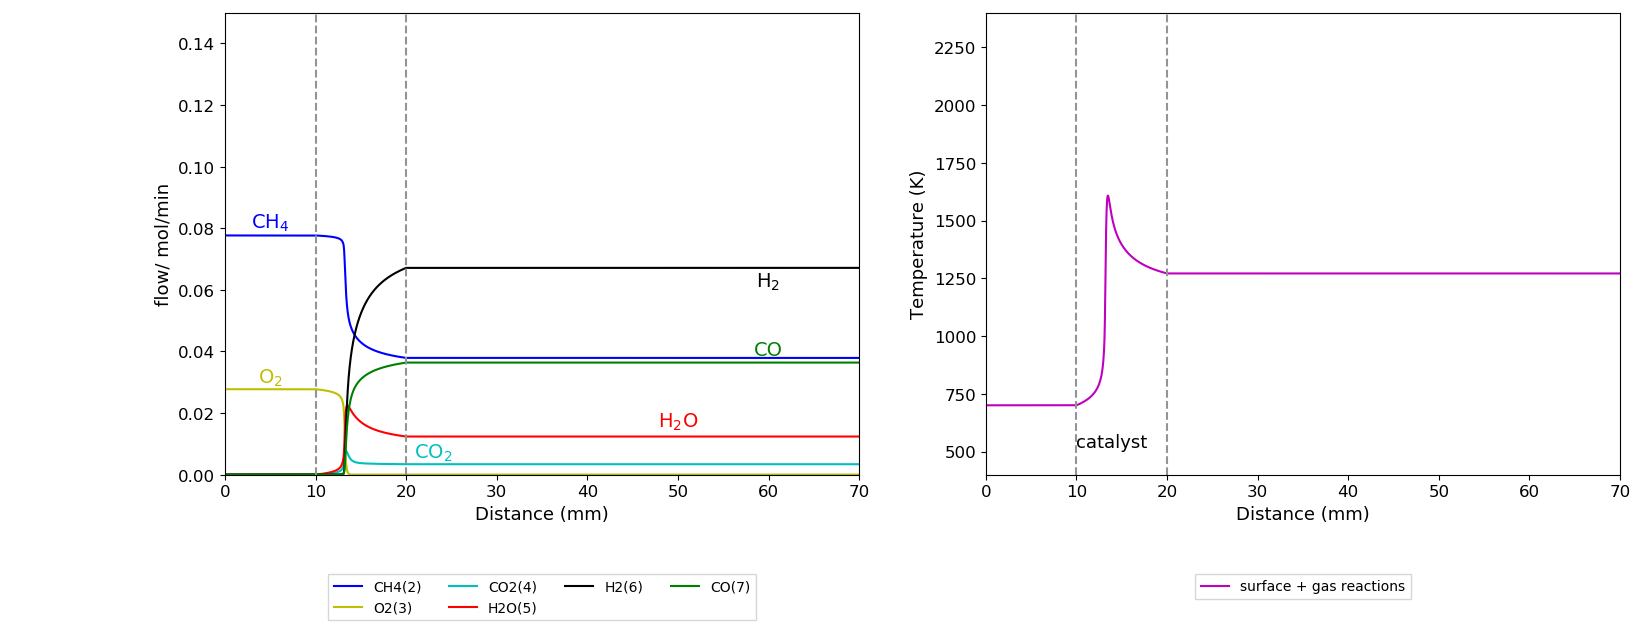 flow/ mol/min
0.14
0.12
0.10
0.08
0.06
0.04
0.02
0.00
CH₄
O₂
H₂
CO
H₂O
CO₂
0 10 20 30 40 50 60 70
Distance (mm)
CH4(2) CO2(4) H2(6) CO(7)
O2(3) H2O(5)
Temperature (K)
2250
2000
1750
1500
1250
1000
750
500
catalyst
0 10 20 30 40 50 60 70
Distance (mm)
surface + gas reactions